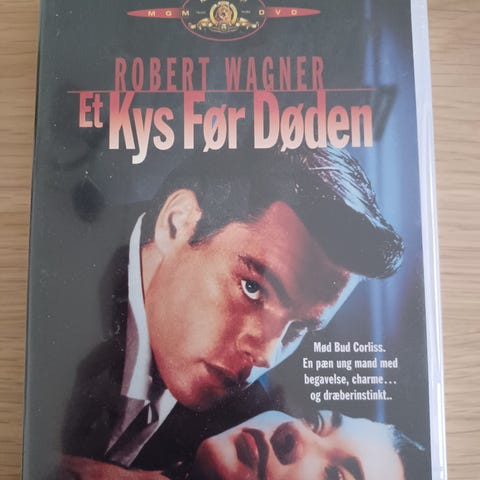 MGM DVD
ROBERT WAGNER
Et Kys Før Døden
Mød Bud Corliss.
En pæn ung mand med
begavelse, charme...
og dræberinstinkt..